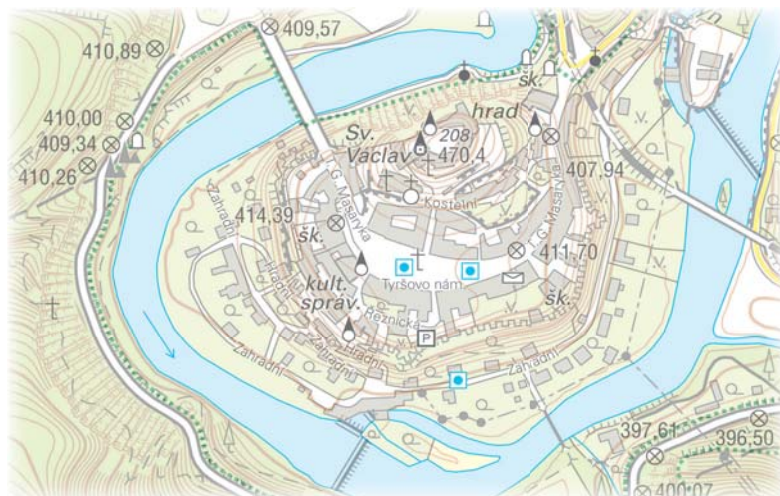 409,57
410,89
410,00
409,34
410,26
šk.
hrad
Sv.
Václav
208
470,4
407,94
Kostelní
T.G. Masaryka
T.G. Masaryka
414,39
šk.
411,70
Zahradní
Hradní
kult.
správ.
Tyršovo nám.
šk.
Řeznická
P
Hradní
Zahradní
Zahradní
Zahradní
397,61
396,50
400,07